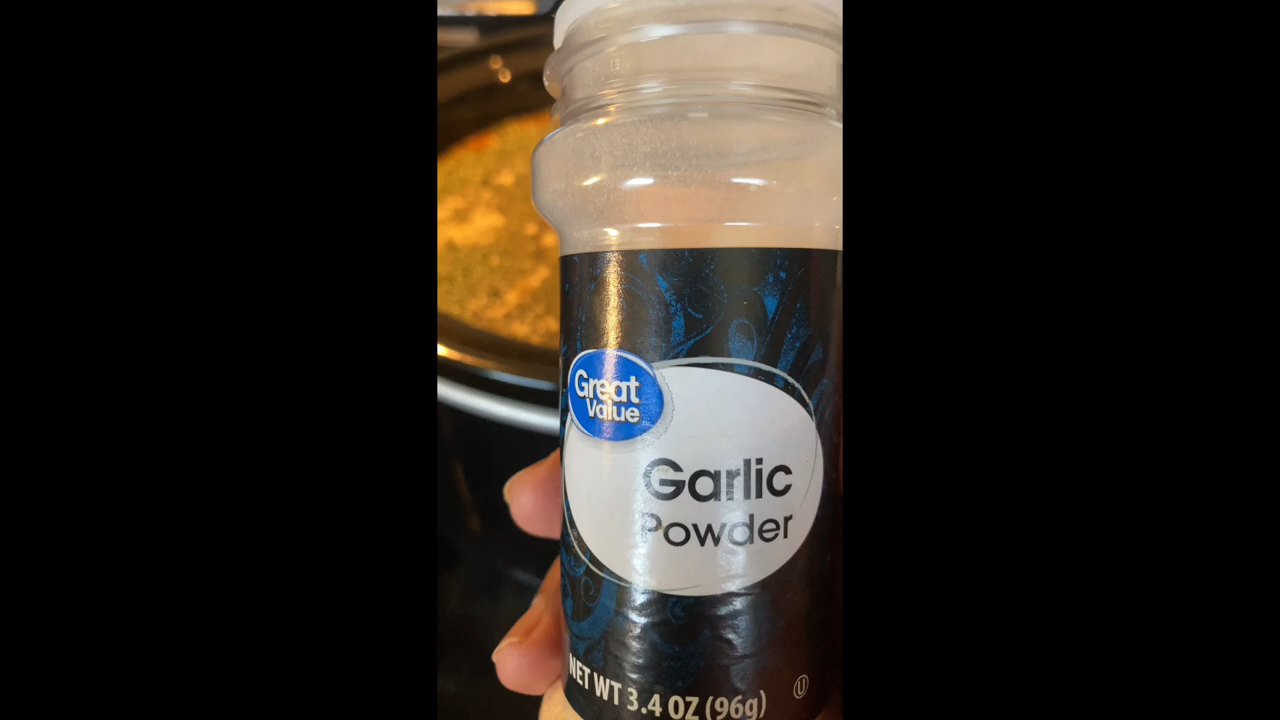 Great
Value
Garlic
Powder
NET WT 3.4 OZ (96g)
U